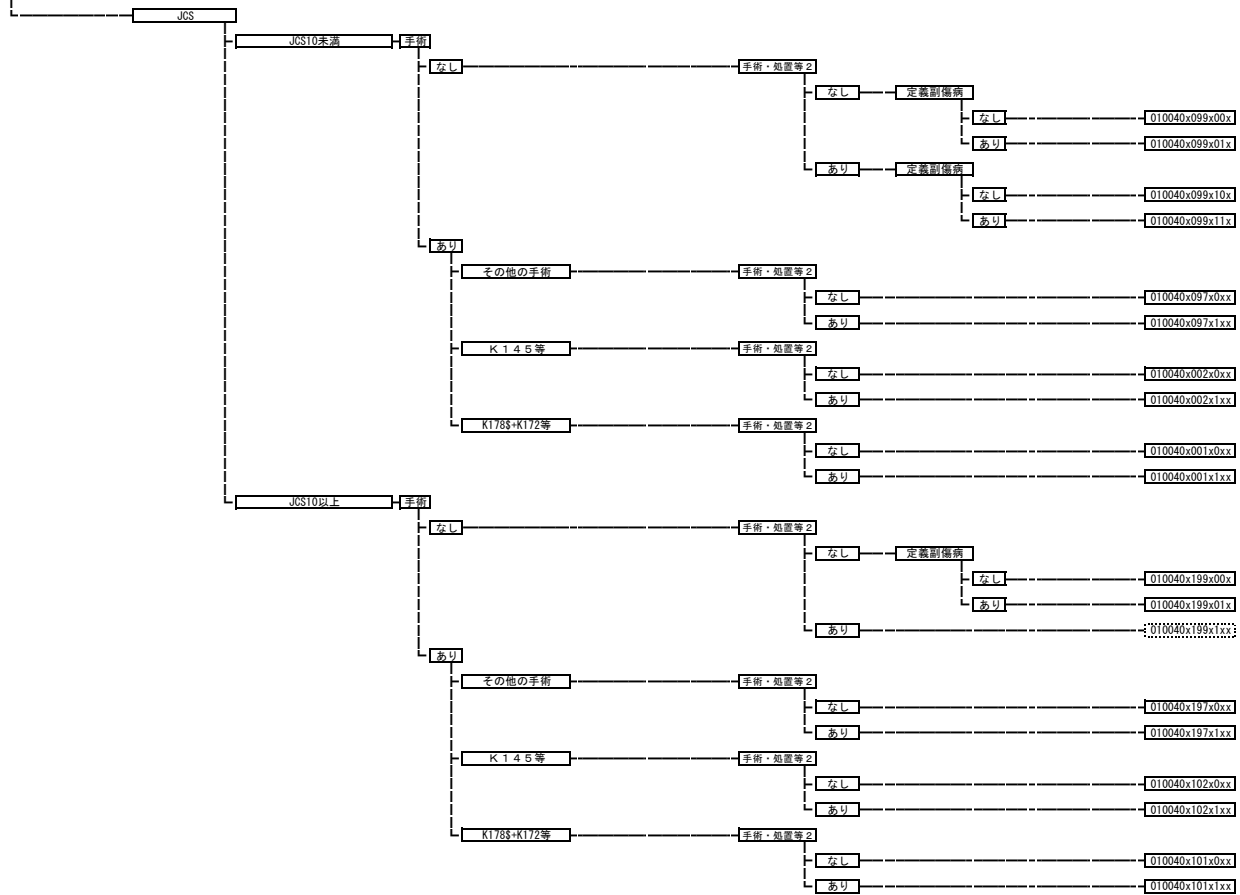 JCS
JCS10未満 手術
なし 手術・処置等２
なし 定義副傷病
なし 010040x099x00x
あり 010040x099x01x
あり 定義副傷病
なし 010040x099x10x
あり 010040x099x11x
あり
その他の手術 手術・処置等２
なし 010040x097x0xx
あり 010040x097x1xx
Ｋ１４５等 手術・処置等２
なし 010040x002x0xx
あり 010040x002x1xx
K178$+K172等 手術・処置等２
なし 010040x001x0xx
あり 010040x001x1xx
JCS10以上 手術
なし 手術・処置等２
なし 定義副傷病
なし 010040x199x00x
あり 010040x199x01x
あり 010040x199x1xx
あり
その他の手術 手術・処置等２
なし 010040x197x0xx
あり 010040x197x1xx
Ｋ１４５等 手術・処置等２
なし 010040x102x0xx
あり 010040x102x1xx
K178$+K172等 手術・処置等２
なし 010040x101x0xx
あり 010040x101x1xx